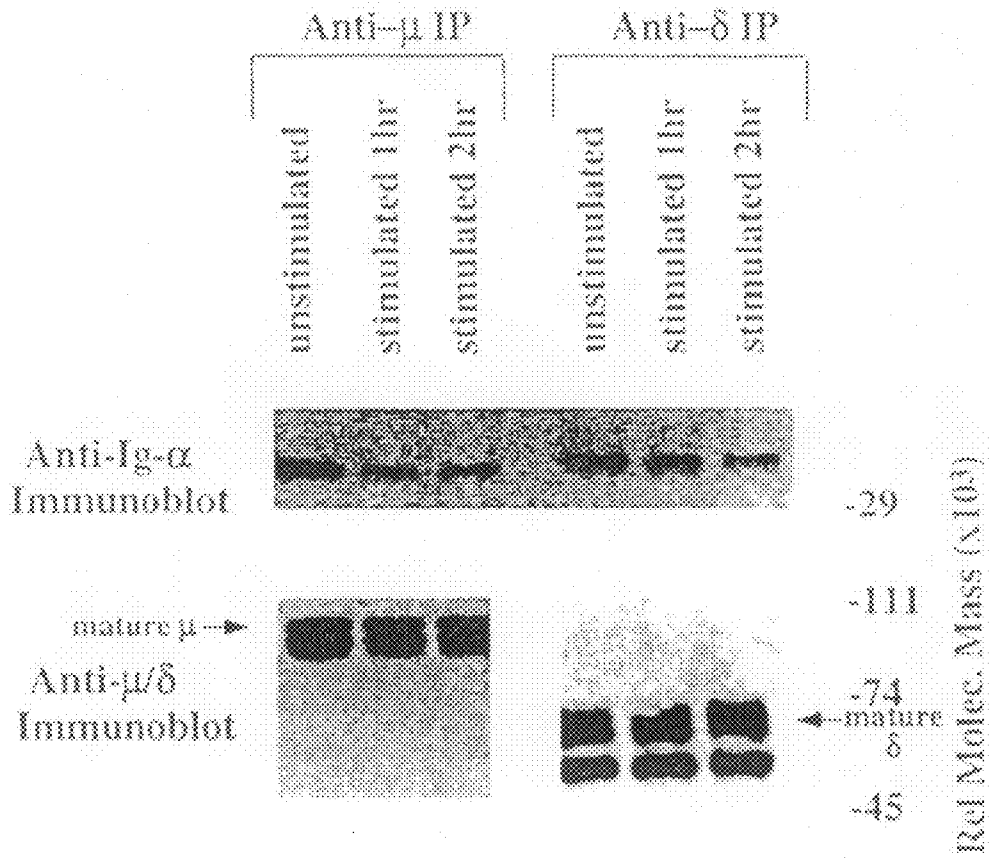 Anti–μ IP
Anti–δ IP
unstimulated
stimulated 1hr
stimulated 2hr
unstimulated
stimulated 1hr
stimulated 2hr
Anti-Ig-α
Immunoblot
-29
-111
mature μ
Anti-μ/δ
Immunoblot
-74
mature
δ
-45
Rel Molec. Mass (x10³)